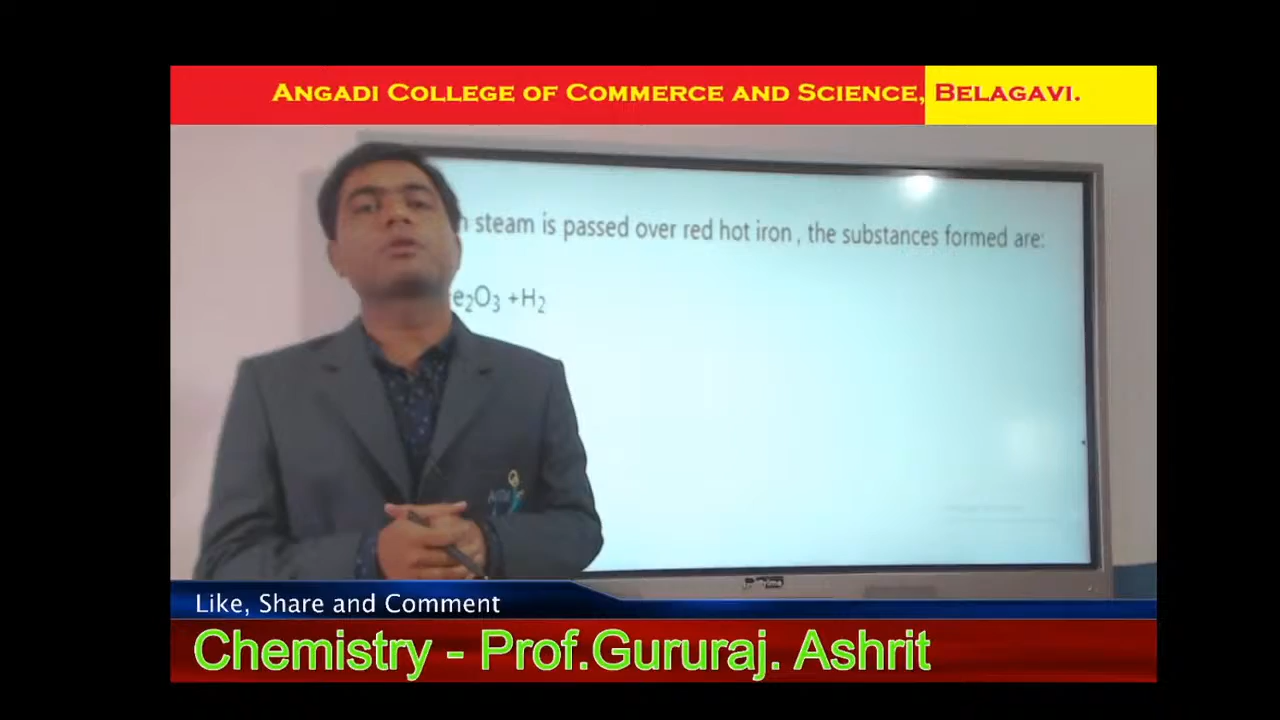 ANGADI COLLEGE OF COMMERCE AND SCIENCE, BELAGAVI.
steam is passed over red hot iron , the substances formed are:
e₂O₃ +H₂
Like, Share and Comment
Chemistry - Prof.Gururaj. Ashrit